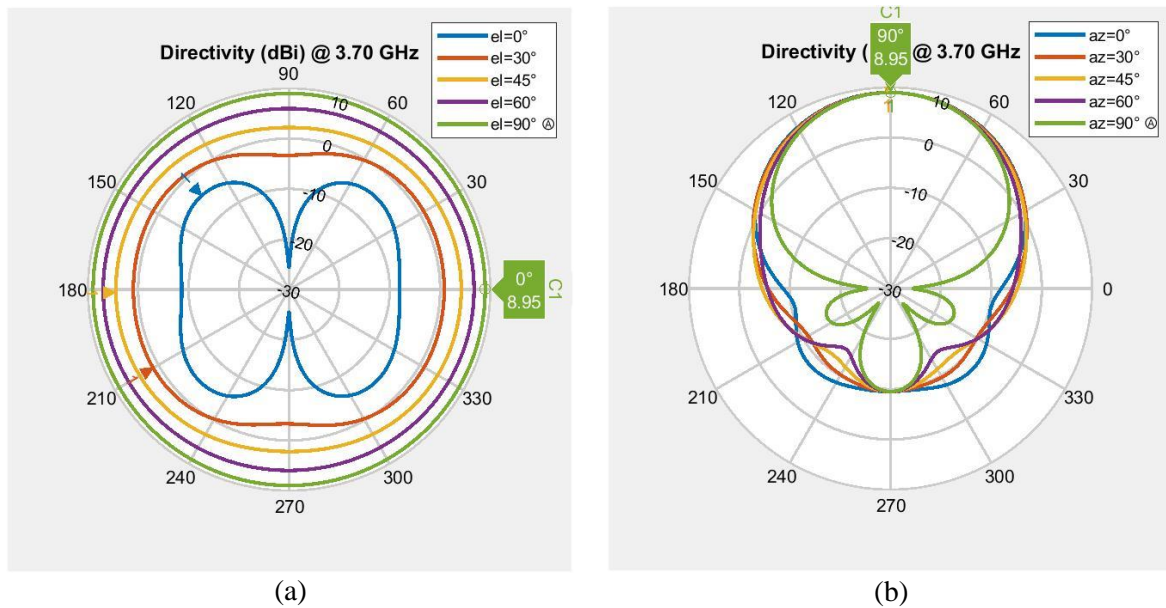 Directivity (dBi) @ 3.70 GHz
el=0°
el=30°
el=45°
el=60°
el=90° Ⓐ
90
120
60
150
30
180
0°
8.95
C1
210
330
240
300
270
10
0
-10
-20
-30
(a)
C1
90°
8.95
Directivity ( @ 3.70 GHz
az=0°
az=30°
az=45°
az=60°
az=90° Ⓐ
120
60
150
30
180
0
210
330
240
300
270
10
0
-10
-20
-30
(b)